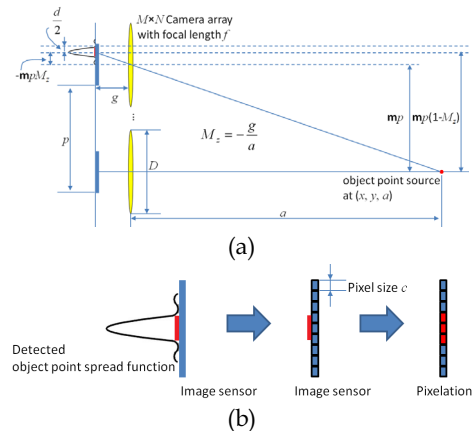 d
2
M×N Camera array
with focal length f
-mpM_z
g
...
p
M_z = - g/a
mp
mp(1-M_z)
D
object point source
at (x, y, a)
a
(a)
Pixel size c
Detected
object point spread function
Image sensor
Image sensor
Pixelation
(b)